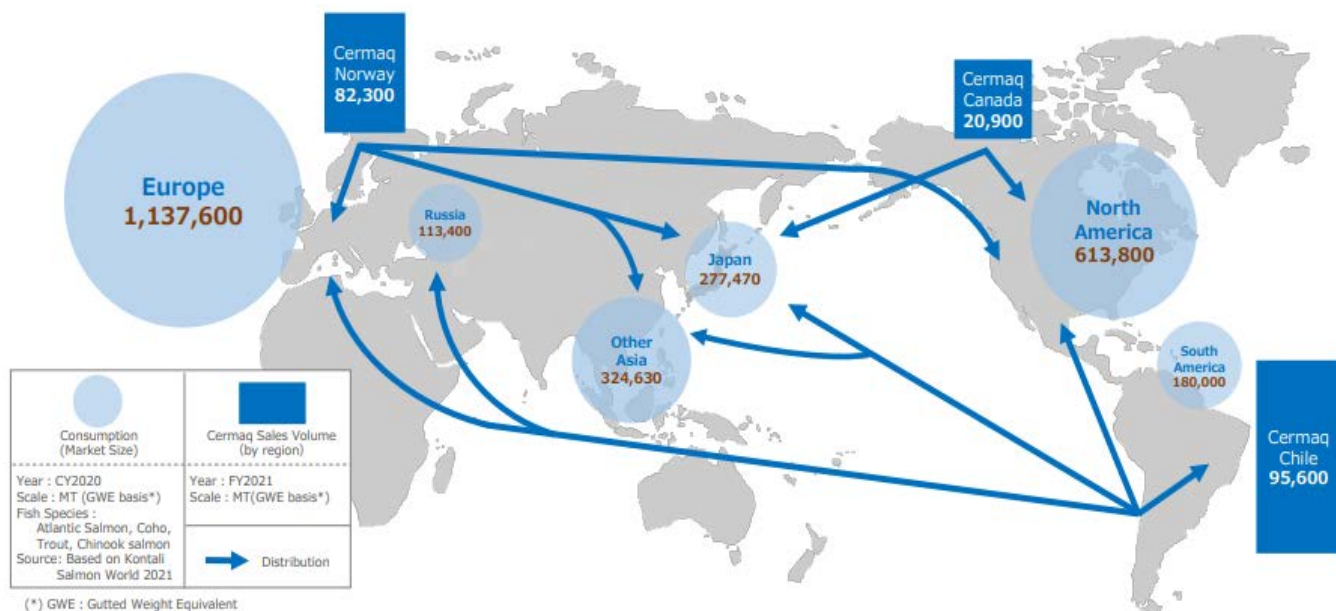 Cermaq
Norway
82,300
Cermaq
Canada
20,900
Europe
1,137,600
Russia
113,400
Japan
277,470
North
America
613,800
Other
Asia
324,630
South
America
180,000
Cermaq
Chile
95,600
Consumption
(Market Size)
Cermaq Sales Volume
(by region)
Year : CY2020
Scale : MT (GWE basis*)
Fish Species :
Atlantic Salmon, Coho,
Trout, Chinook salmon
Source: Based on Kontali
Salmon World 2021
Year : FY2021
Scale : MT(GWE basis*)
Distribution
(*) GWE : Gutted Weight Equivalent